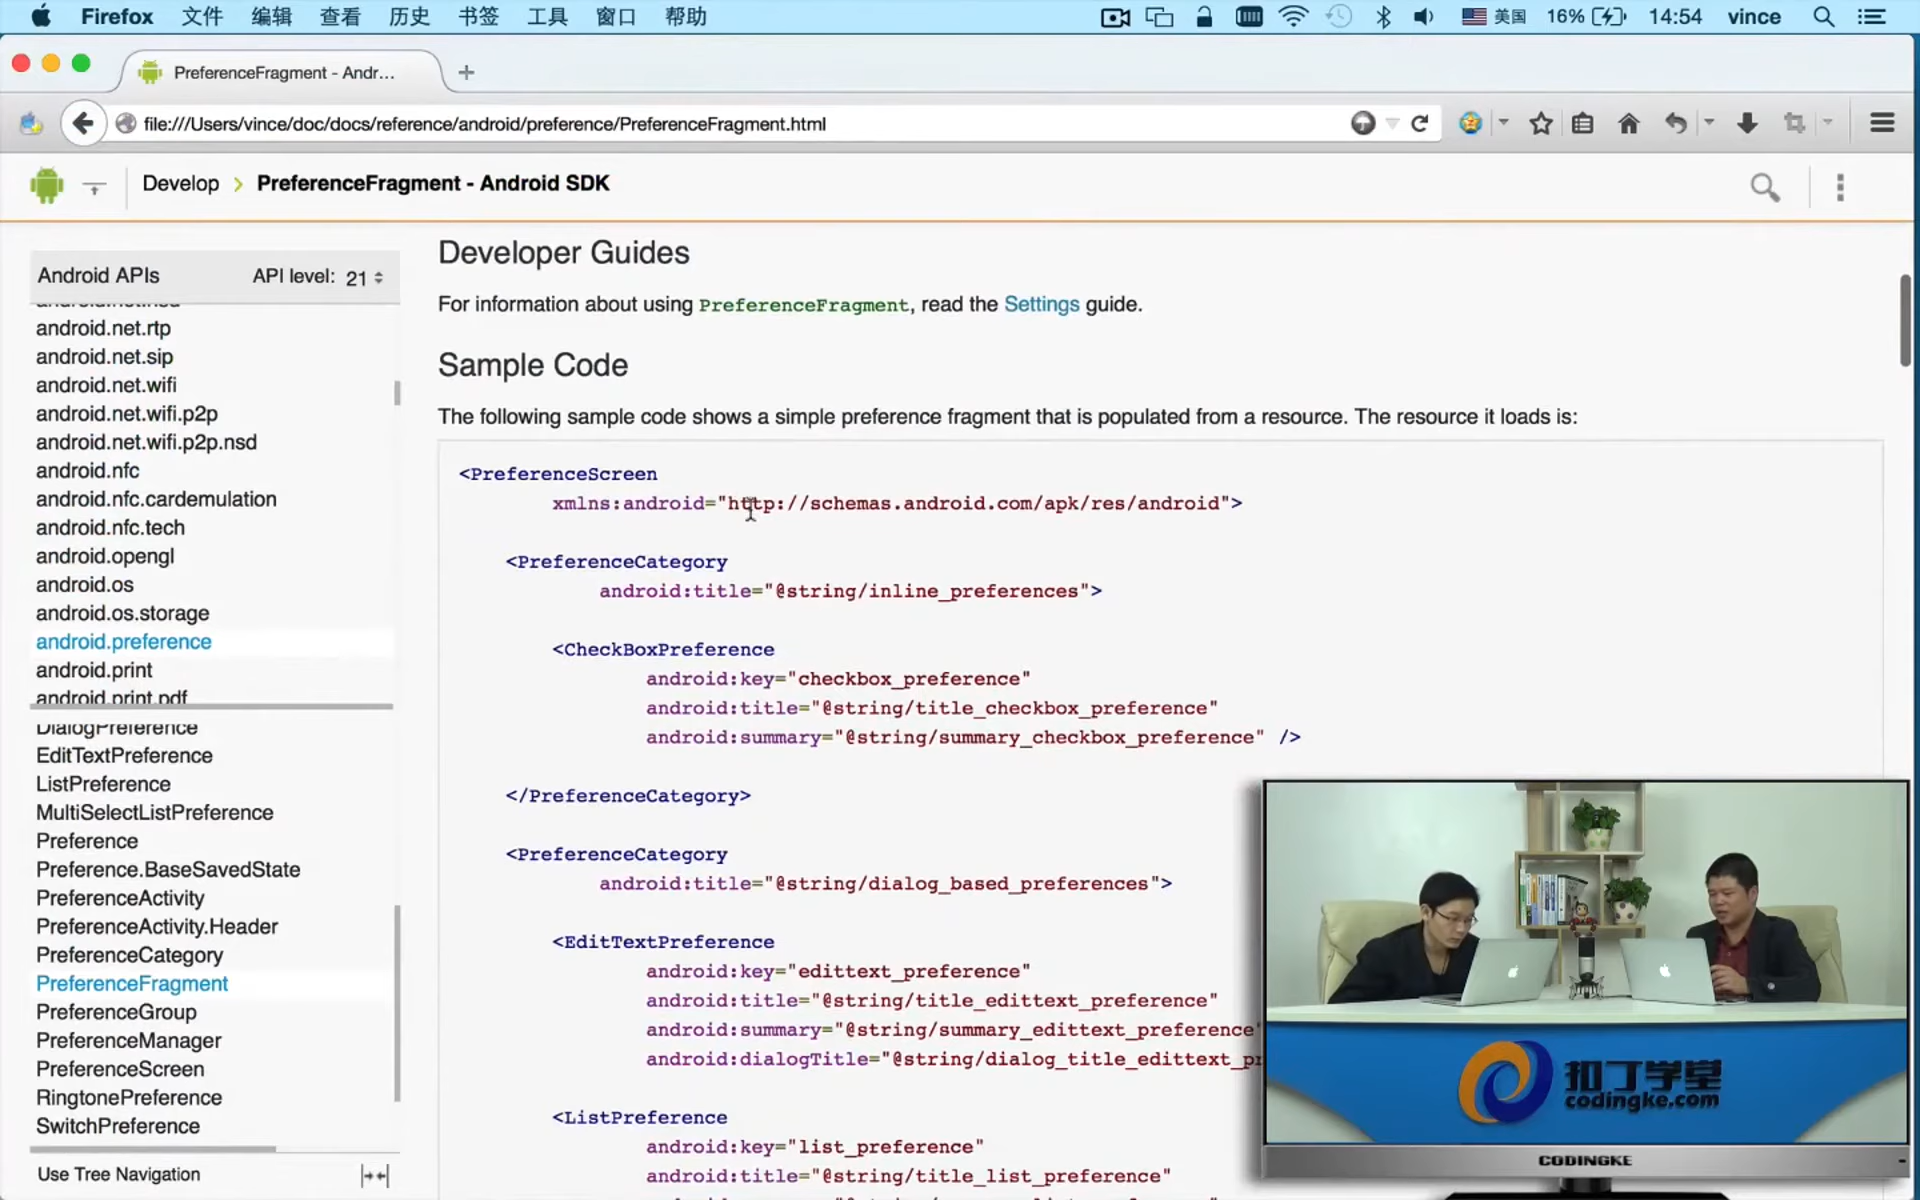 Firefox 文件 编辑 查看 历史 书签 工具 窗口 帮助 美国 16% 14:54 vince
PreferenceFragment - Andr...
file:///Users/vince/doc/docs/reference/android/preference/PreferenceFragment.html
Develop PreferenceFragment - Android SDK
Android APIs API level: 21
android.net.rtp
android.net.sip
android.net.wifi
android.net.wifi.p2p
android.net.wifi.p2p.nsd
android.nfc
android.nfc.cardemulation
android.nfc.tech
android.opengl
android.os
android.os.storage
android.preference
android.print
android.print.pdf
DialogPreference
EditTextPreference
ListPreference
MultiSelectListPreference
Preference
Preference.BaseSavedState
PreferenceActivity
PreferenceActivity.Header
PreferenceCategory
PreferenceFragment
PreferenceGroup
PreferenceManager
PreferenceScreen
RingtonePreference
SwitchPreference
Use Tree Navigation
Developer Guides
For information about using PreferenceFragment, read the Settings guide.
Sample Code
The following sample code shows a simple preference fragment that is populated from a resource. The resource it loads is:
<PreferenceScreen
xmlns:android="http://schemas.android.com/apk/res/android">
<PreferenceCategory
android:title="@string/inline_preferences">
<CheckBoxPreference
android:key="checkbox_preference"
android:title="@string/title_checkbox_preference"
android:summary="@string/summary_checkbox_preference" />
</PreferenceCategory>
<PreferenceCategory
android:title="@string/dialog_based_preferences">
<EditTextPreference
android:key="edittext_preference"
android:title="@string/title_edittext_preference"
android:summary="@string/summary_edittext_preference"
android:dialogTitle="@string/dialog_title_edittext_pr
<ListPreference
android:key="list_preference"
android:title="@string/title_list_preference"
扣丁学堂
codingke.com
CODINGKE